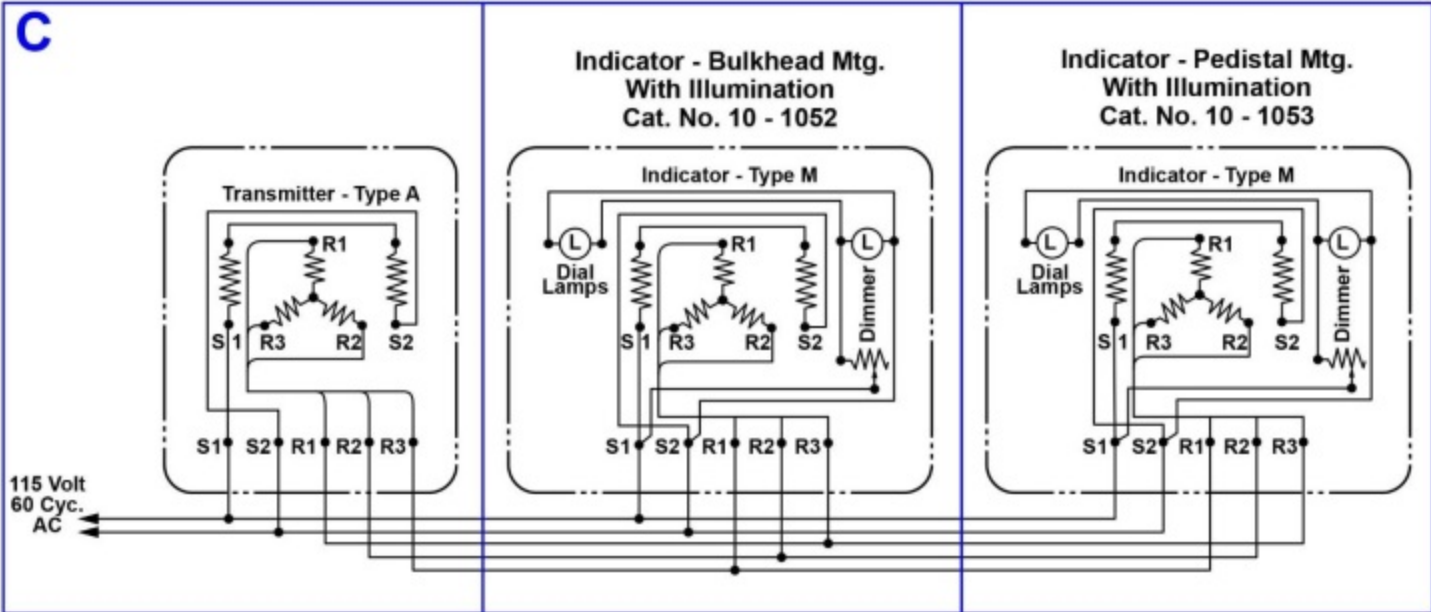 C
Indicator - Bulkhead Mtg.
With Illumination
Cat. No. 10 - 1052
Indicator - Pedistal Mtg.
With Illumination
Cat. No. 10 - 1053
Transmitter - Type A
R1
S 1
R3
R2
S2
S1
S2
R1
R2
R3
Indicator - Type M
L
Dial
Lamps
R1
L
Dimmer
S 1
R3
R2
S2
S1
S2
R1
R2
R3
Indicator - Type M
L
Dial
Lamps
R1
L
Dimmer
S 1
R3
R2
S2
S1
S2
R1
R2
R3
115 Volt
60 Cyc.
AC